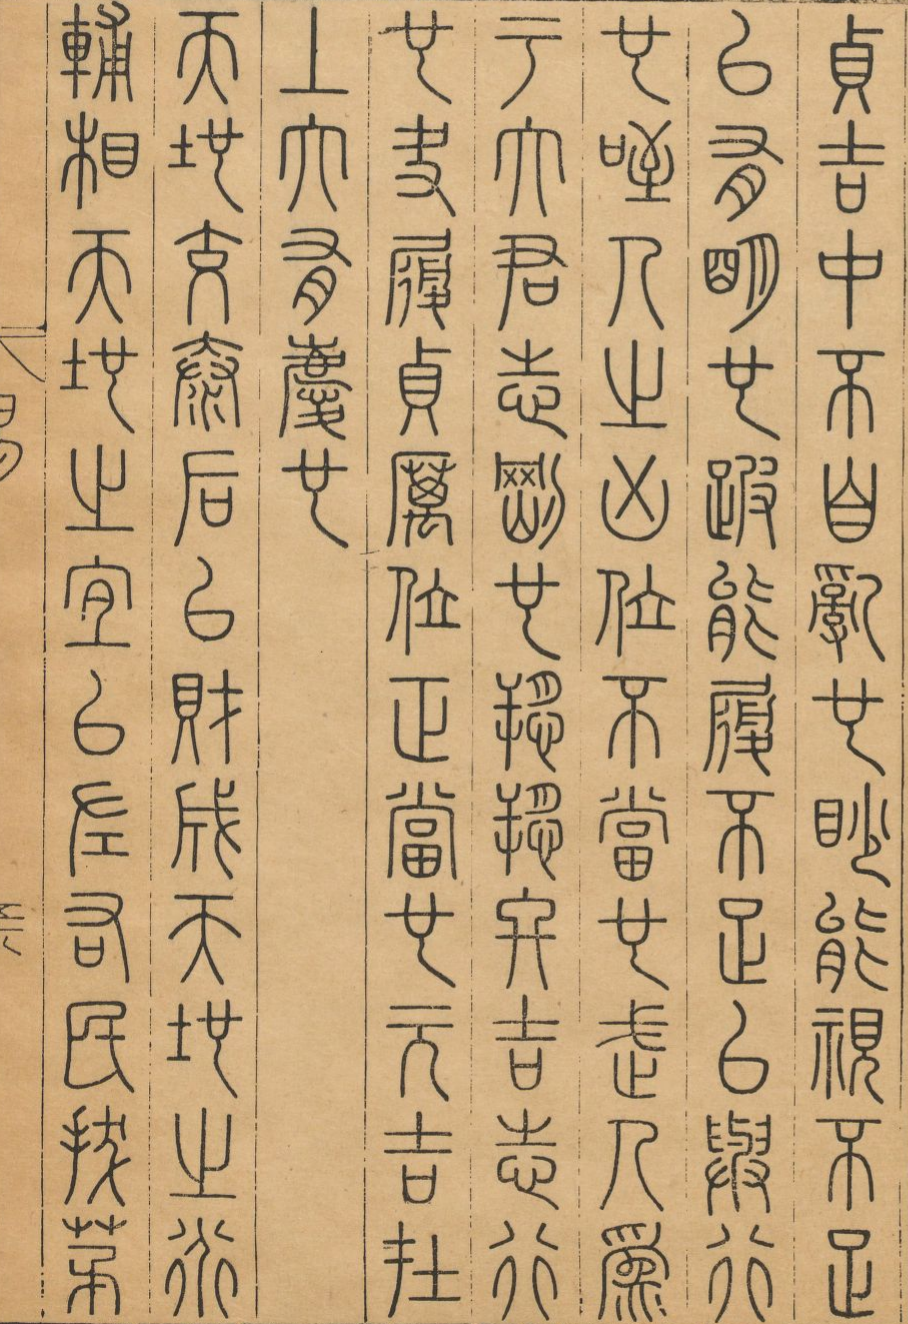 貞吉中不自亂也眇能視不足
以有明也跛能履不足以與行
也咥人之凶位不當也武人爲
于大君志剛也愬愬終吉志行
也夬履貞厲位正當也元吉在
上大有慶也
天地交泰后以財成天地之道
輔相天地之宜以左右民拔茅